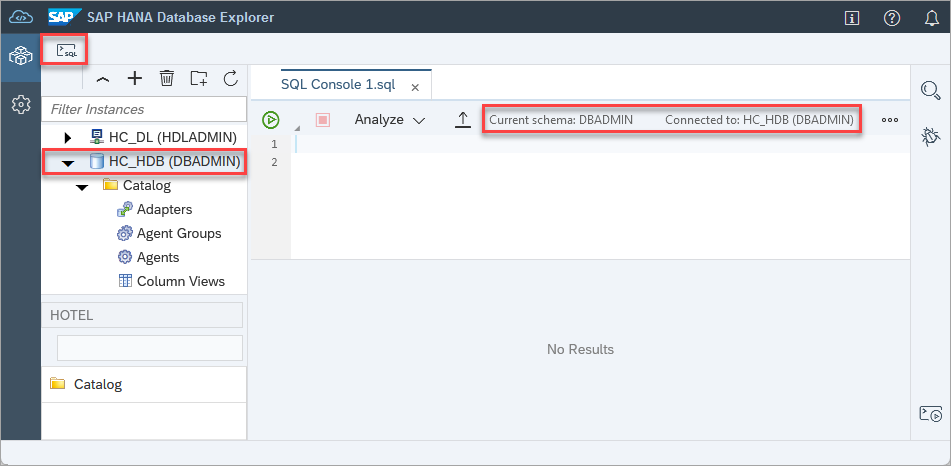 SAP SAP HANA Database Explorer
SQL
Filter Instances
HC_DL (HDLADMIN)
HC_HDB (DBADMIN)
Catalog
Adapters
Agent Groups
Agents
Column Views
HOTEL
Catalog
SQL Console 1.sql
Analyze Current schema: DBADMIN Connected to: HC_HDB (DBADMIN)
1
2
No Results